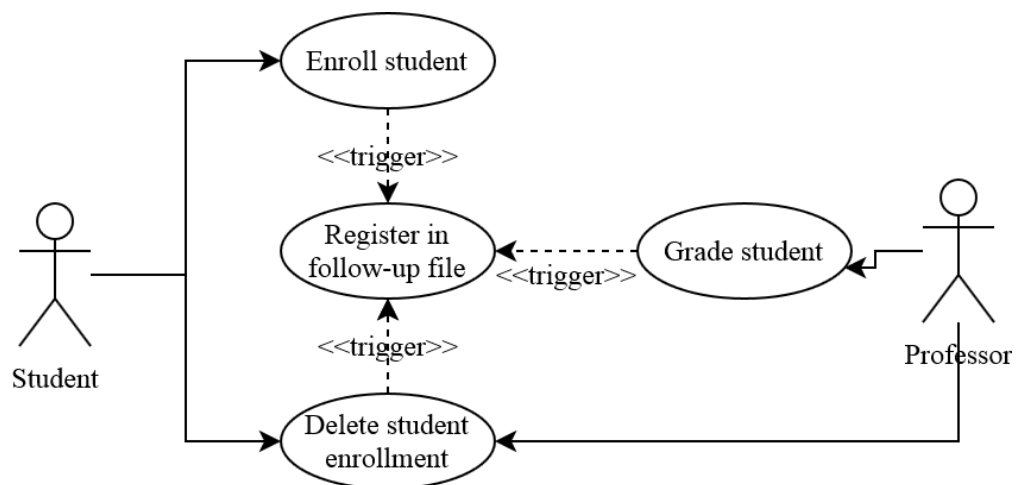 Enroll student
<<trigger>>
Register in
follow-up file
Grade student
<<trigger>>
<<trigger>>
Student
Professor
Delete student
enrollment